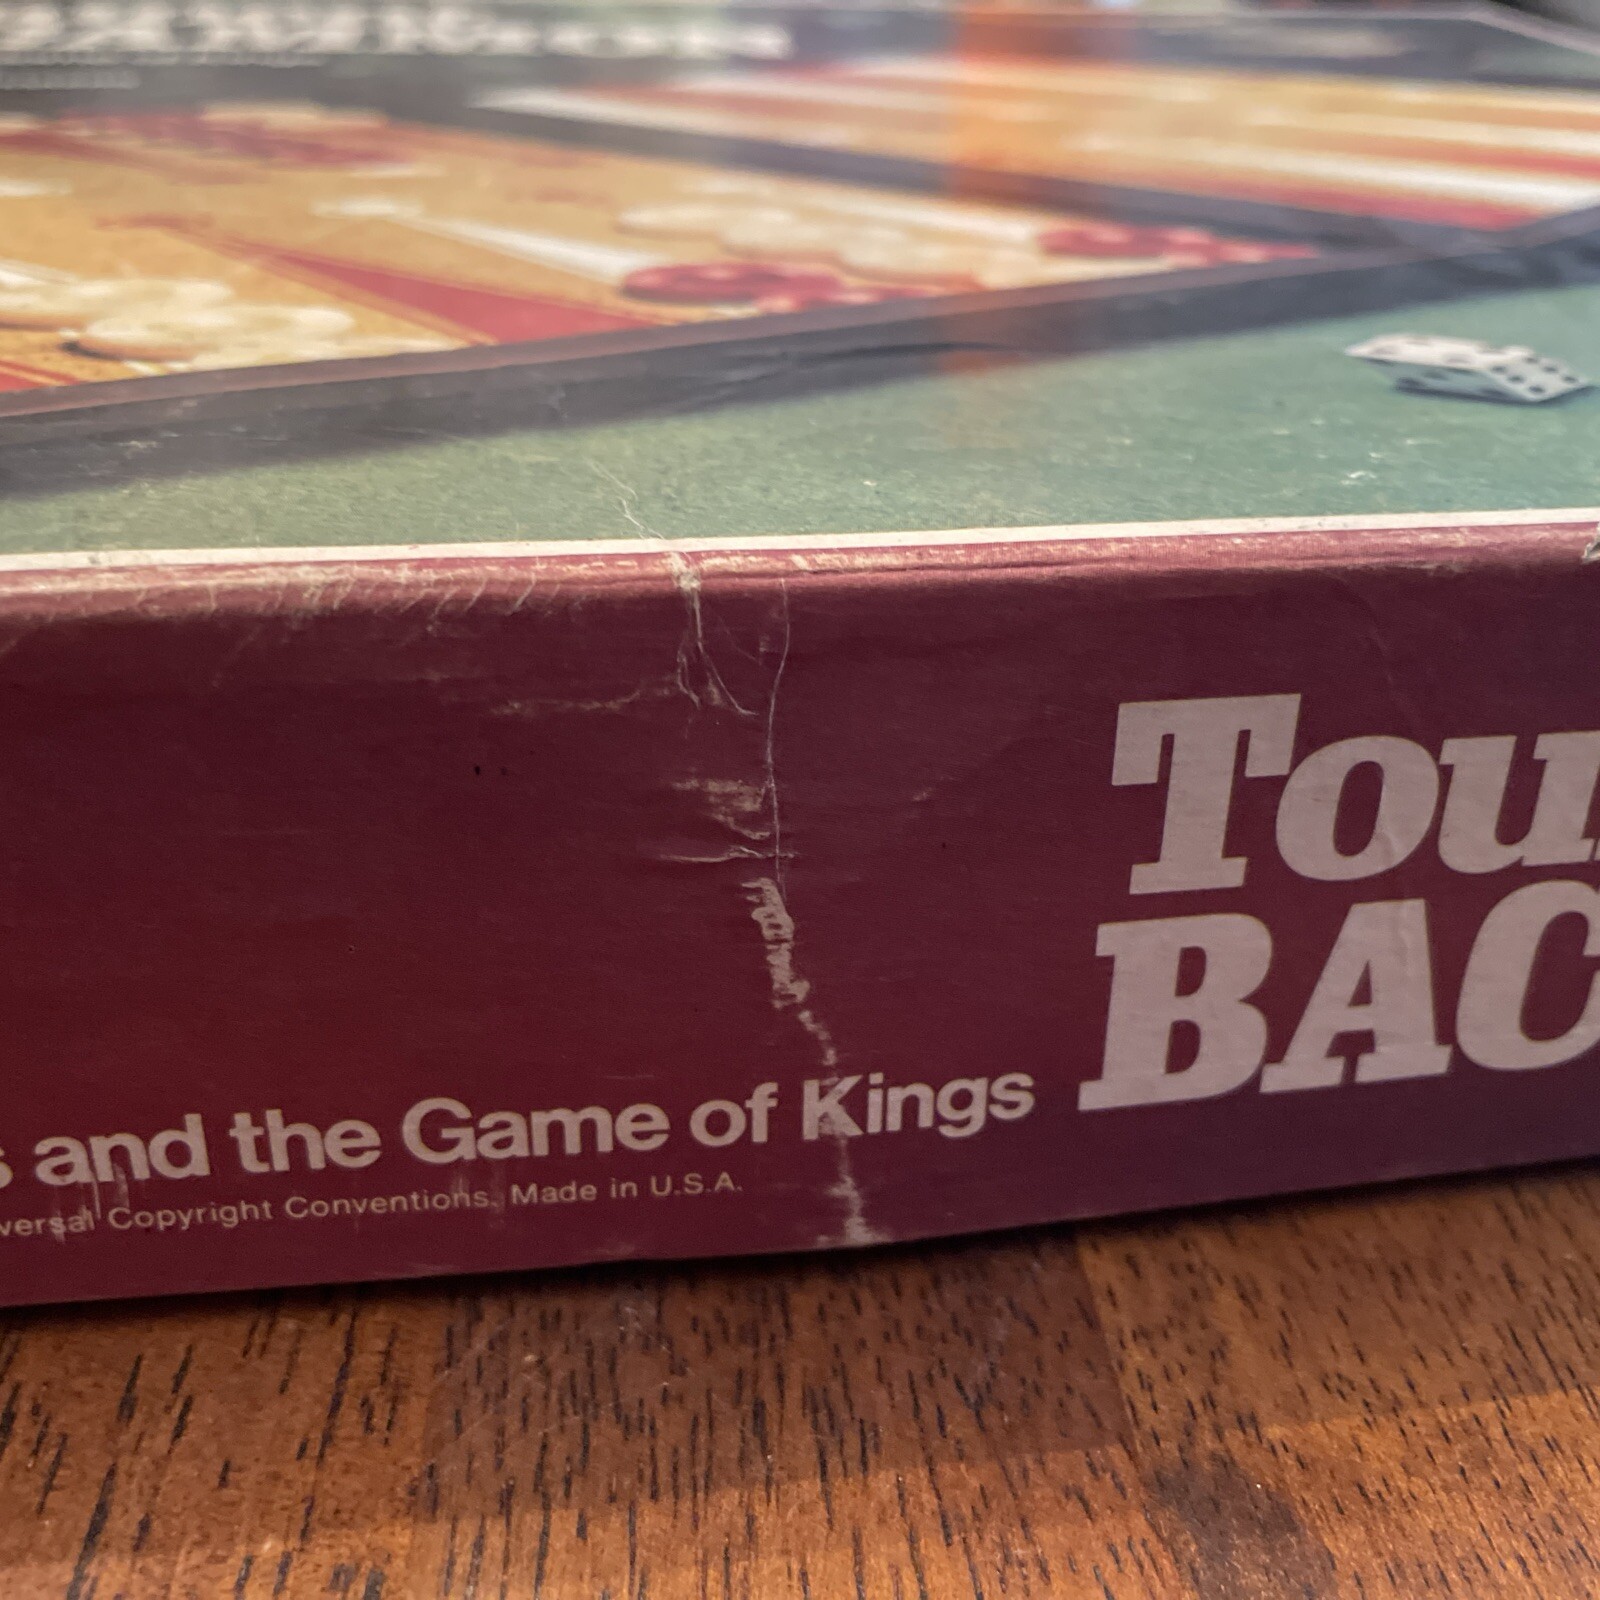 Tou
BAC
s and the Game of Kings
versal Copyright Conventions. Made in U.S.A.